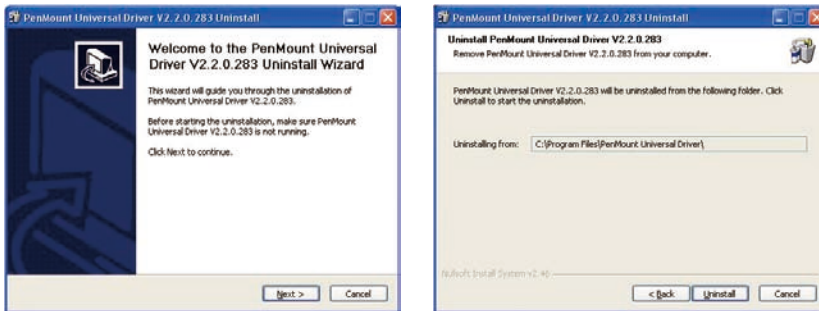 PenMount Universal Driver V2.2.0.283 Uninstall
Welcome to the PenMount Universal
Driver V2.2.0.283 Uninstall Wizard
This wizard will guide you through the uninstallation of
PenMount Universal Driver V2.2.0.283.
Before starting the uninstallation, make sure PenMount
Universal Driver V2.2.0.283 is not running.
Click Next to continue.
Next >
Cancel
PenMount Universal Driver V2.2.0.283 Uninstall
Uninstall PenMount Universal Driver V2.2.0.283
Remove PenMount Universal Driver V2.2.0.283 from your computer.
PenMount Universal Driver V2.2.0.283 will be uninstalled from the following folder. Click
Uninstall to start the uninstallation.
Uninstalling from:
C:\Program Files\PenMount Universal Driver\
Nullsoft Install System v2.46
< Back
Uninstall
Cancel